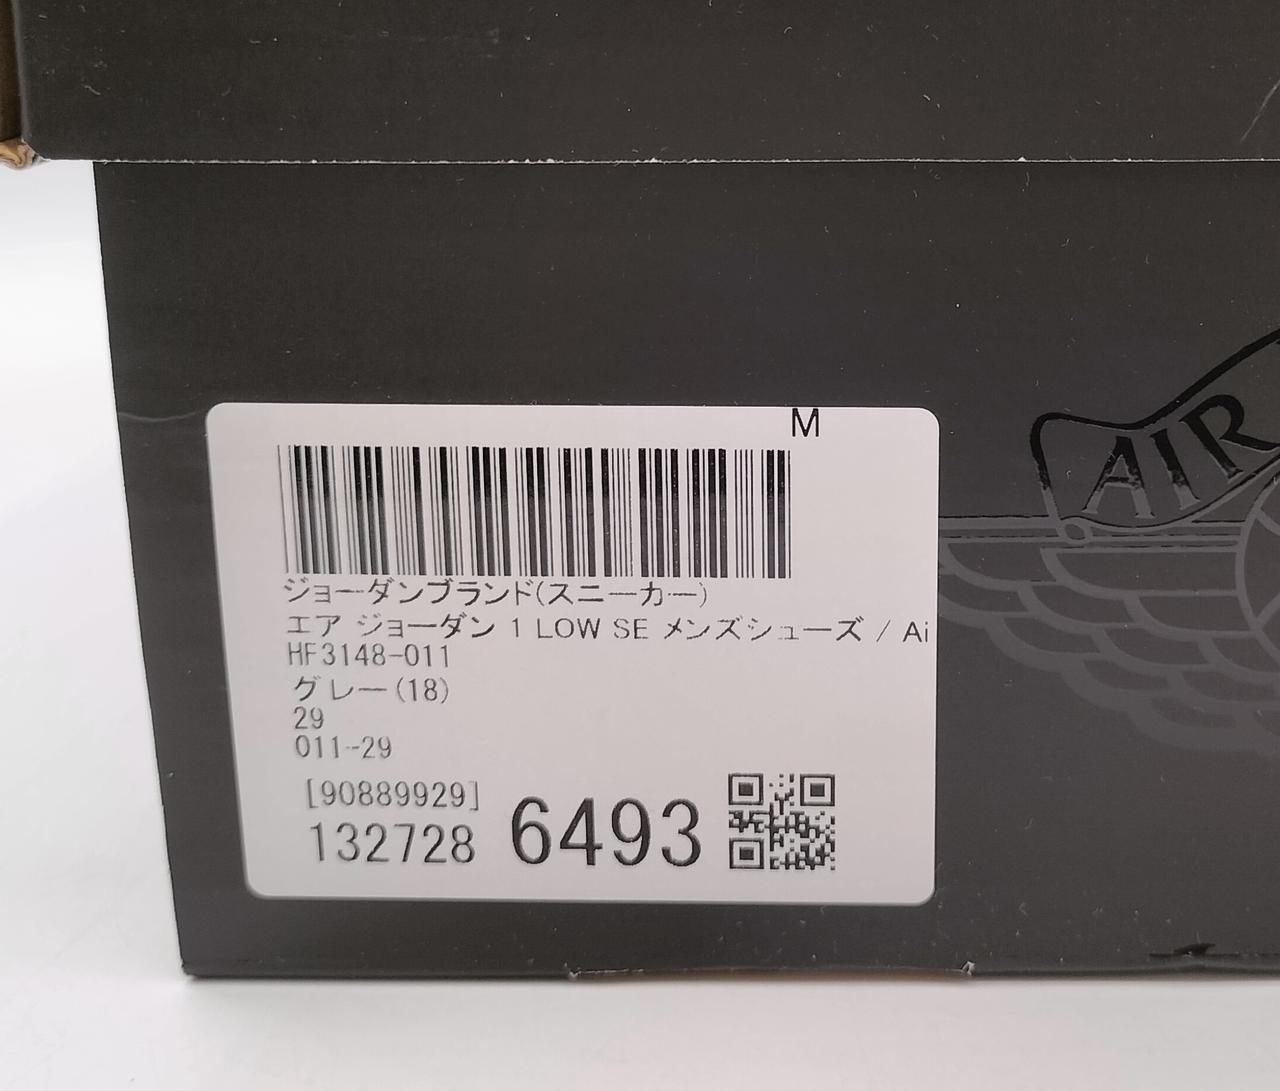 M
ジョーダンブランド(スニーカー)
エア ジョーダン 1 LOW SE メンズシューズ / Ai
HF3148-011
グレー(18)
29
011-29
[90889929]
132728 6493
AIR